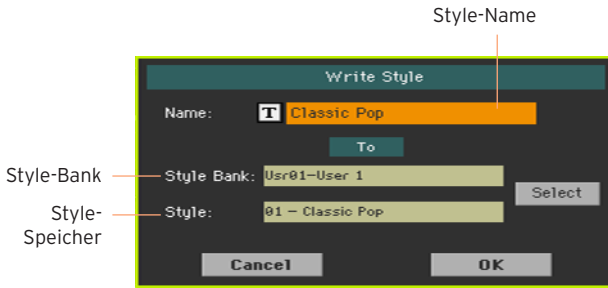 Style-Name
Write Style
Name: T Classic Pop
To
Style-Bank
Style Bank: Usr01-User 1
Select
Style-
Speicher
Style: 01 - Classic Pop
Cancel OK